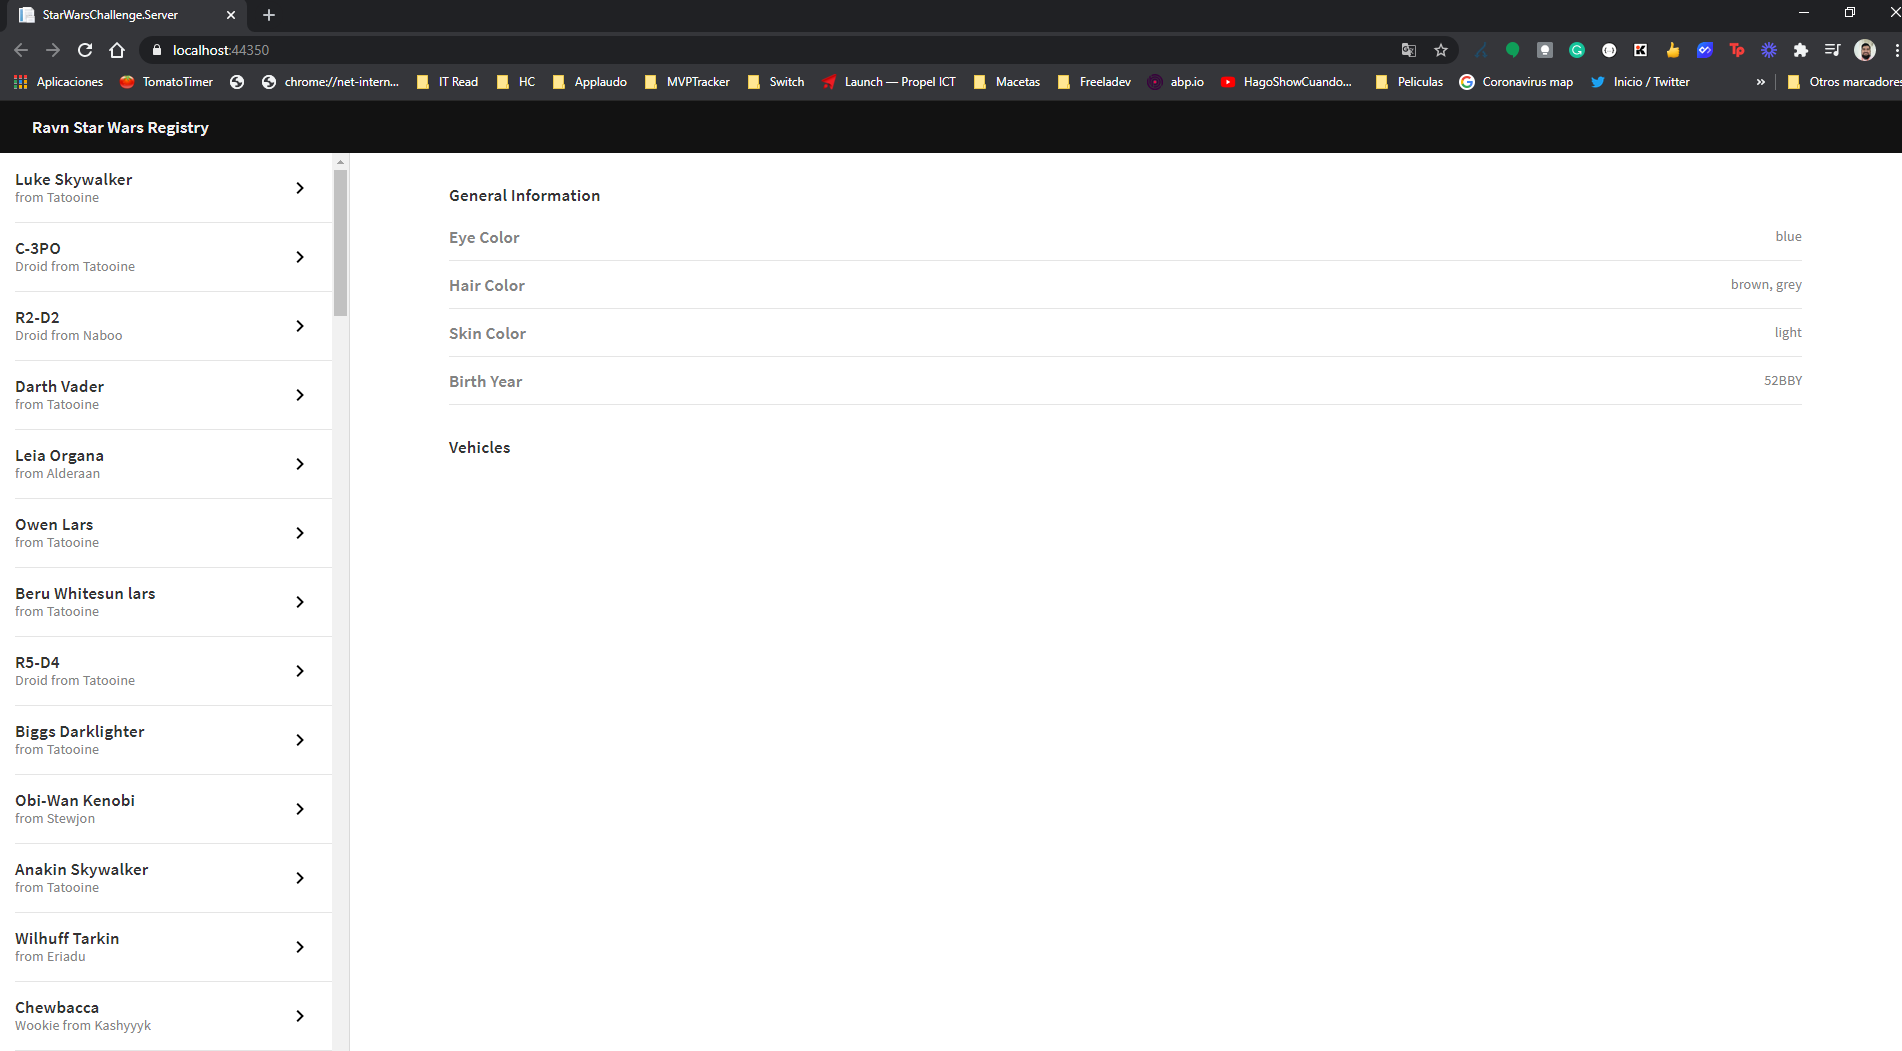 StarWarsChallenge.Server
localhost:44350
Aplicaciones TomatoTimer chrome://net-intern... IT Read HC Applaudo MVPTracker Switch Launch — Propel ICT Macetas Freeladev abp.io HagoShowCuando... Peliculas Coronavirus map Inicio / Twitter » Otros marcadores
Ravn Star Wars Registry
Luke Skywalker
from Tatooine
C-3PO
Droid from Tatooine
R2-D2
Droid from Naboo
Darth Vader
from Tatooine
Leia Organa
from Alderaan
Owen Lars
from Tatooine
Beru Whitesun lars
from Tatooine
R5-D4
Droid from Tatooine
Biggs Darklighter
from Tatooine
Obi-Wan Kenobi
from Stewjon
Anakin Skywalker
from Tatooine
Wilhuff Tarkin
from Eriadu
Chewbacca
Wookie from Kashyyyk
General Information
Eye Color blue
Hair Color brown, grey
Skin Color light
Birth Year 52BBY
Vehicles